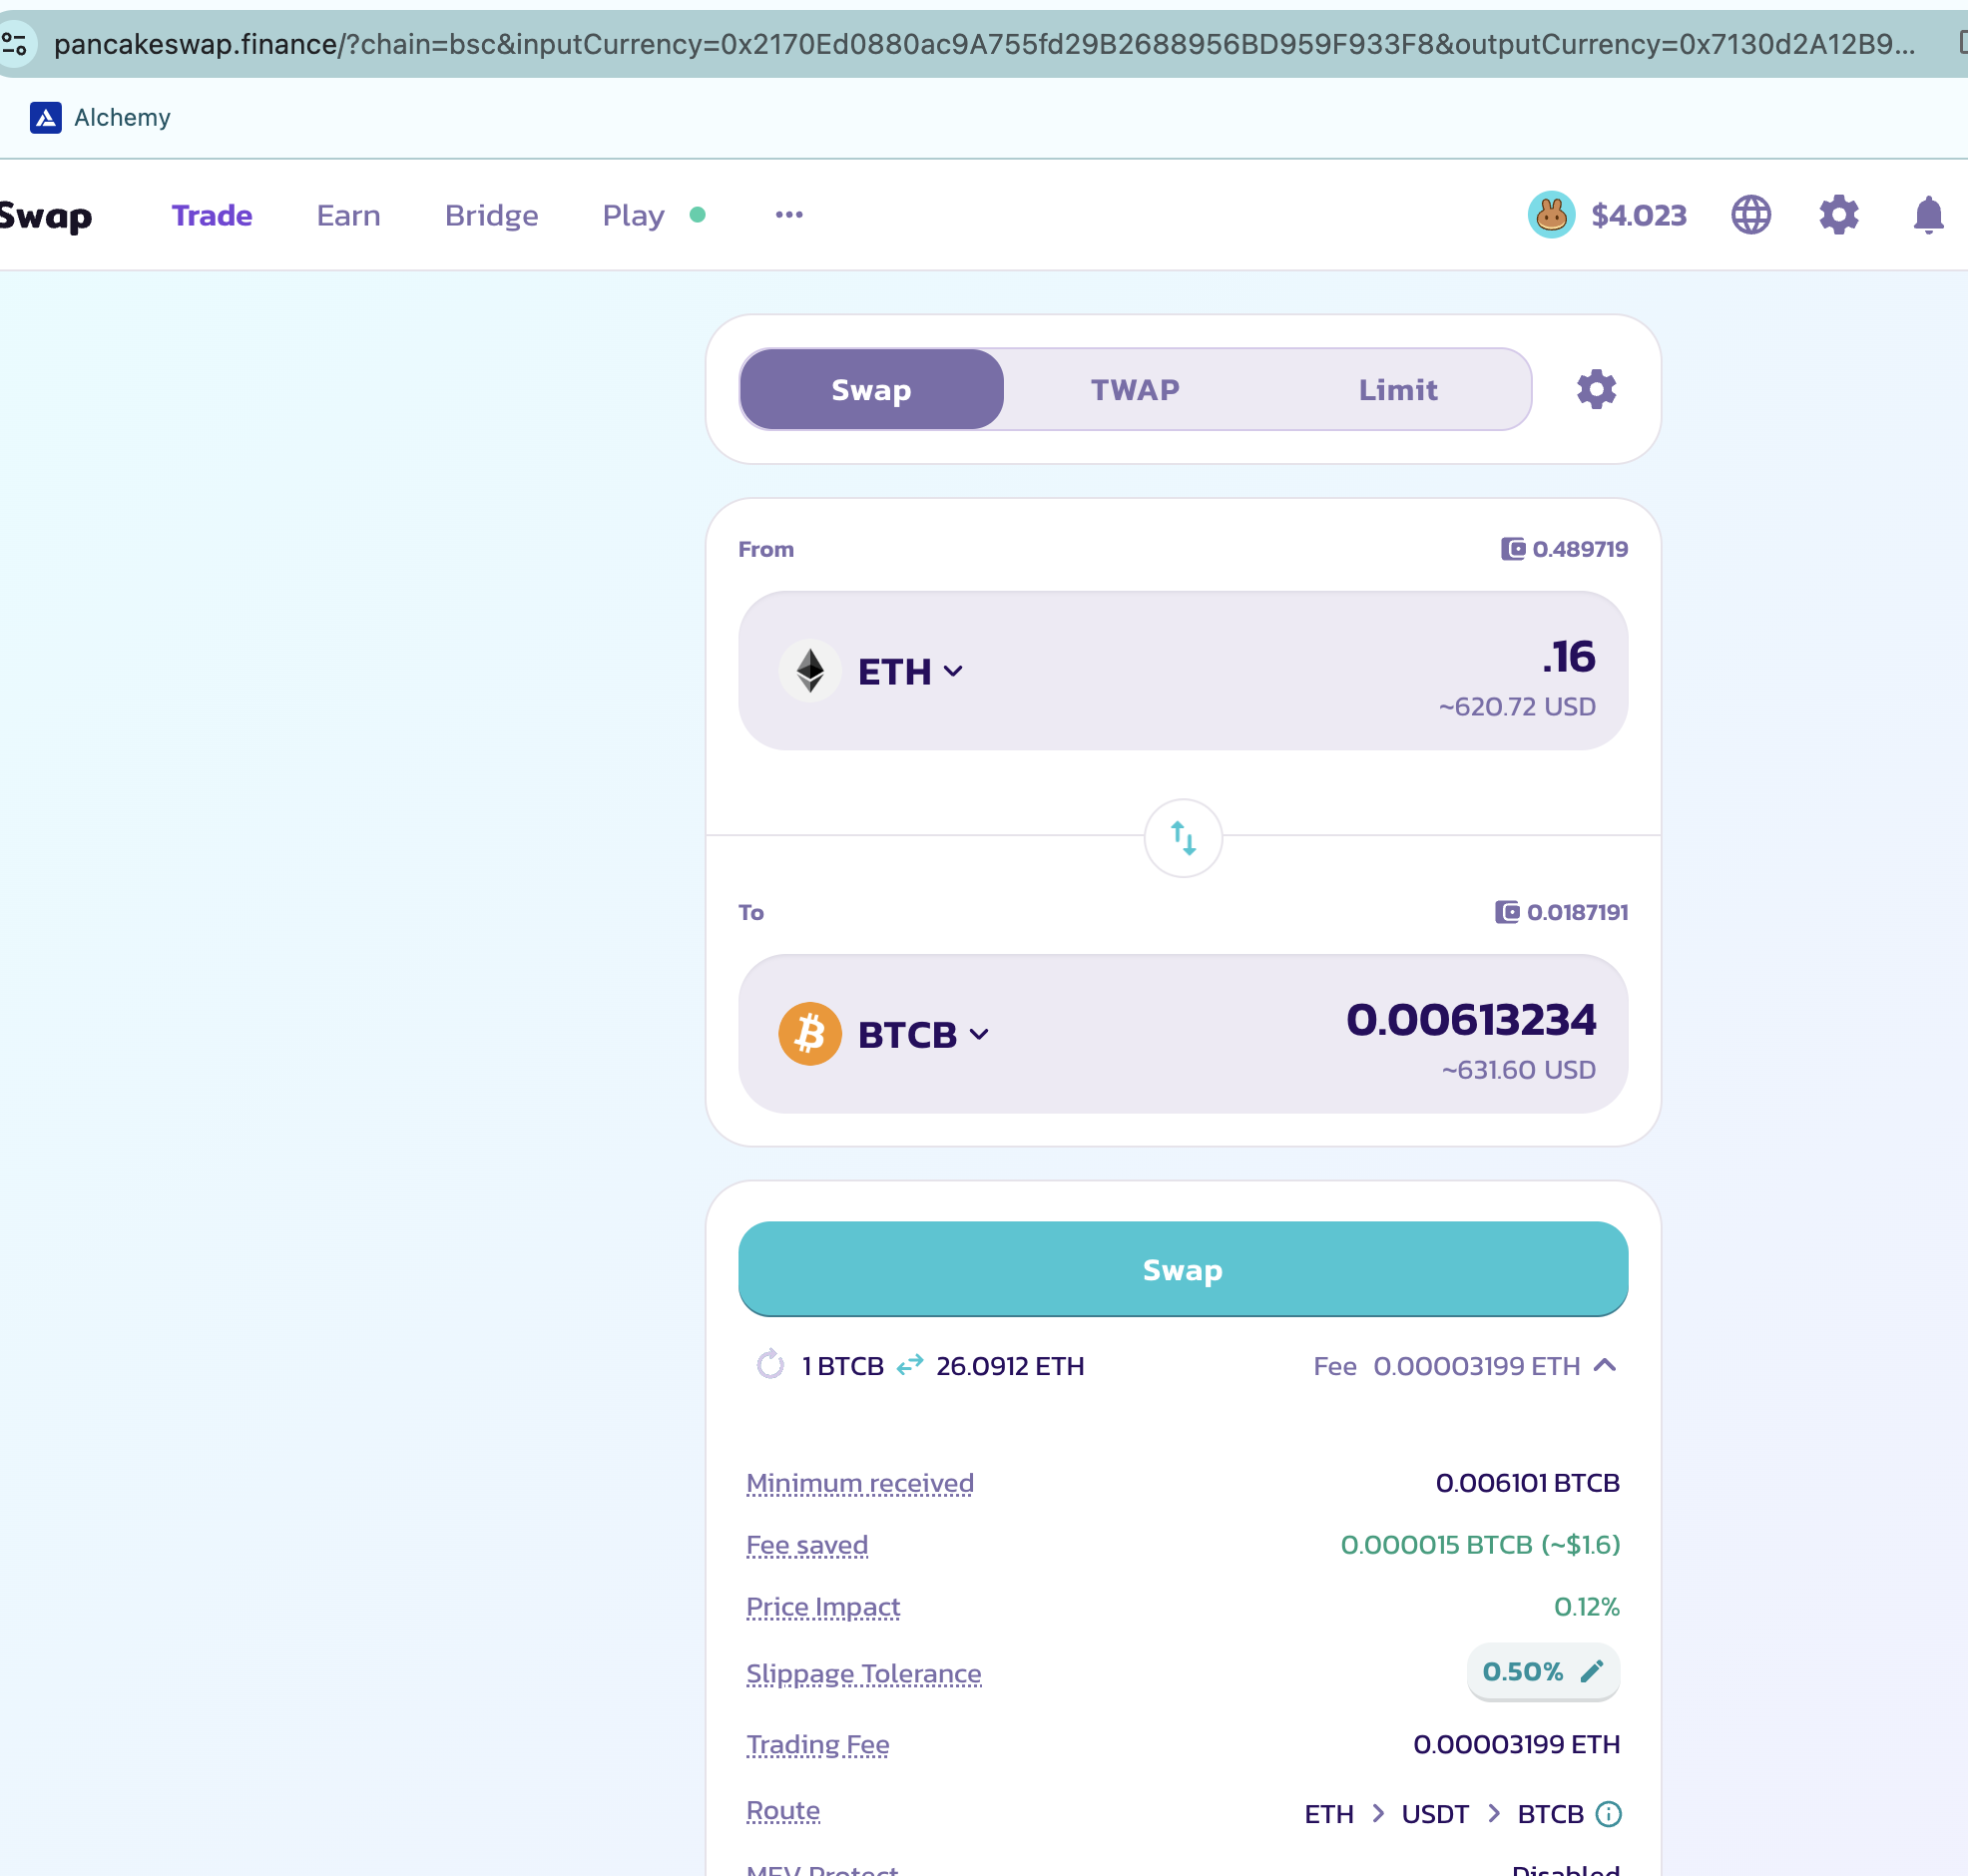 pancakeswap.finance/?chain=bsc&inputCurrency=0x2170Ed0880ac9A755fd29B2688956BD959F933F8&outputCurrency=0x7130d2A12B9...
Alchemy
Swap Trade Earn Bridge Play ••• $4.023
Swap TWAP Limit
From 0.489719
ETH .16
~620.72 USD
To 0.0187191
BTCB 0.00613234
~631.60 USD
Swap
1 BTCB 26.0912 ETH Fee 0.00003199 ETH
Minimum received 0.006101 BTCB
Fee saved 0.000015 BTCB (~$1.6)
Price Impact 0.12%
Slippage Tolerance 0.50%
Trading Fee 0.00003199 ETH
Route ETH > USDT > BTCB
MEV Protect Disabled